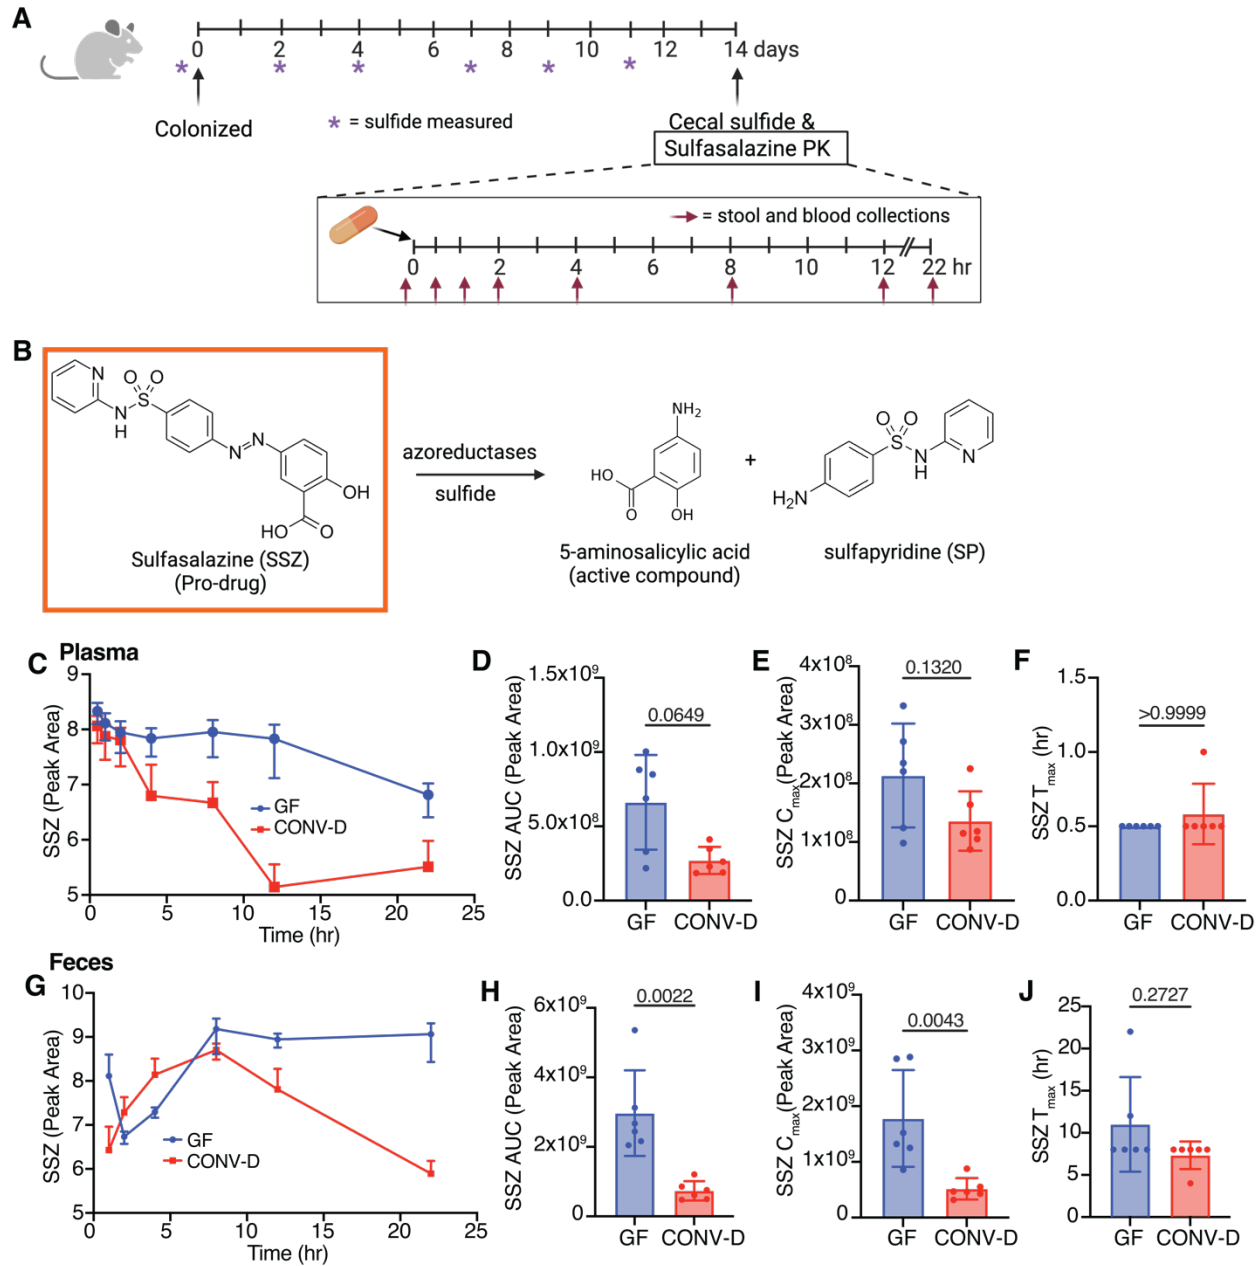 A
0 2 4 6 8 10 12 14 days
* * * * * *
Colonized
* = sulfide measured
Cecal sulfide &
Sulfasalazine PK
= stool and blood collections
0 2 4 6 8 10 12 22 hr
B
N
O O
S
N
H
N=N
OH
HO O
Sulfasalazine (SSZ)
(Pro-drug)
azoreductases
sulfide
NH2
HO
O OH
+
O O
S
N
H
N
H2N
5-aminosalicylic acid
(active compound)
sulfapyridine (SP)
C Plasma
SSZ (Peak Area)
9
8
7
6
5
GF
CONV-D
0 5 10 15 20 25
Time (hr)
D
SSZ AUC (Peak Area)
1.5x10⁹
1.0x10⁹
5.0x10⁸
0.0
0.0649
GF CONV-D
E
SSZ Cmax(Peak Area)
4x10⁸
3x10⁸
2x10⁸
1x10⁸
0
0.1320
GF CONV-D
F
SSZ Tmax (hr)
1.5
1.0
0.5
0.0
>0.9999
GF CONV-D
G Feces
SSZ (Peak Area)
10
9
8
7
6
5
GF
CONV-D
0 5 10 15 20 25
Time (hr)
H
SSZ AUC (Peak Area)
6x10⁹
4x10⁹
2x10⁹
0
0.0022
GF CONV-D
I
SSZ Cmax(Peak Area)
4x10⁹
3x10⁹
2x10⁹
1x10⁹
0
0.0043
GF CONV-D
J
SSZ Tmax (hr)
25
20
15
10
5
0
0.2727
GF CONV-D